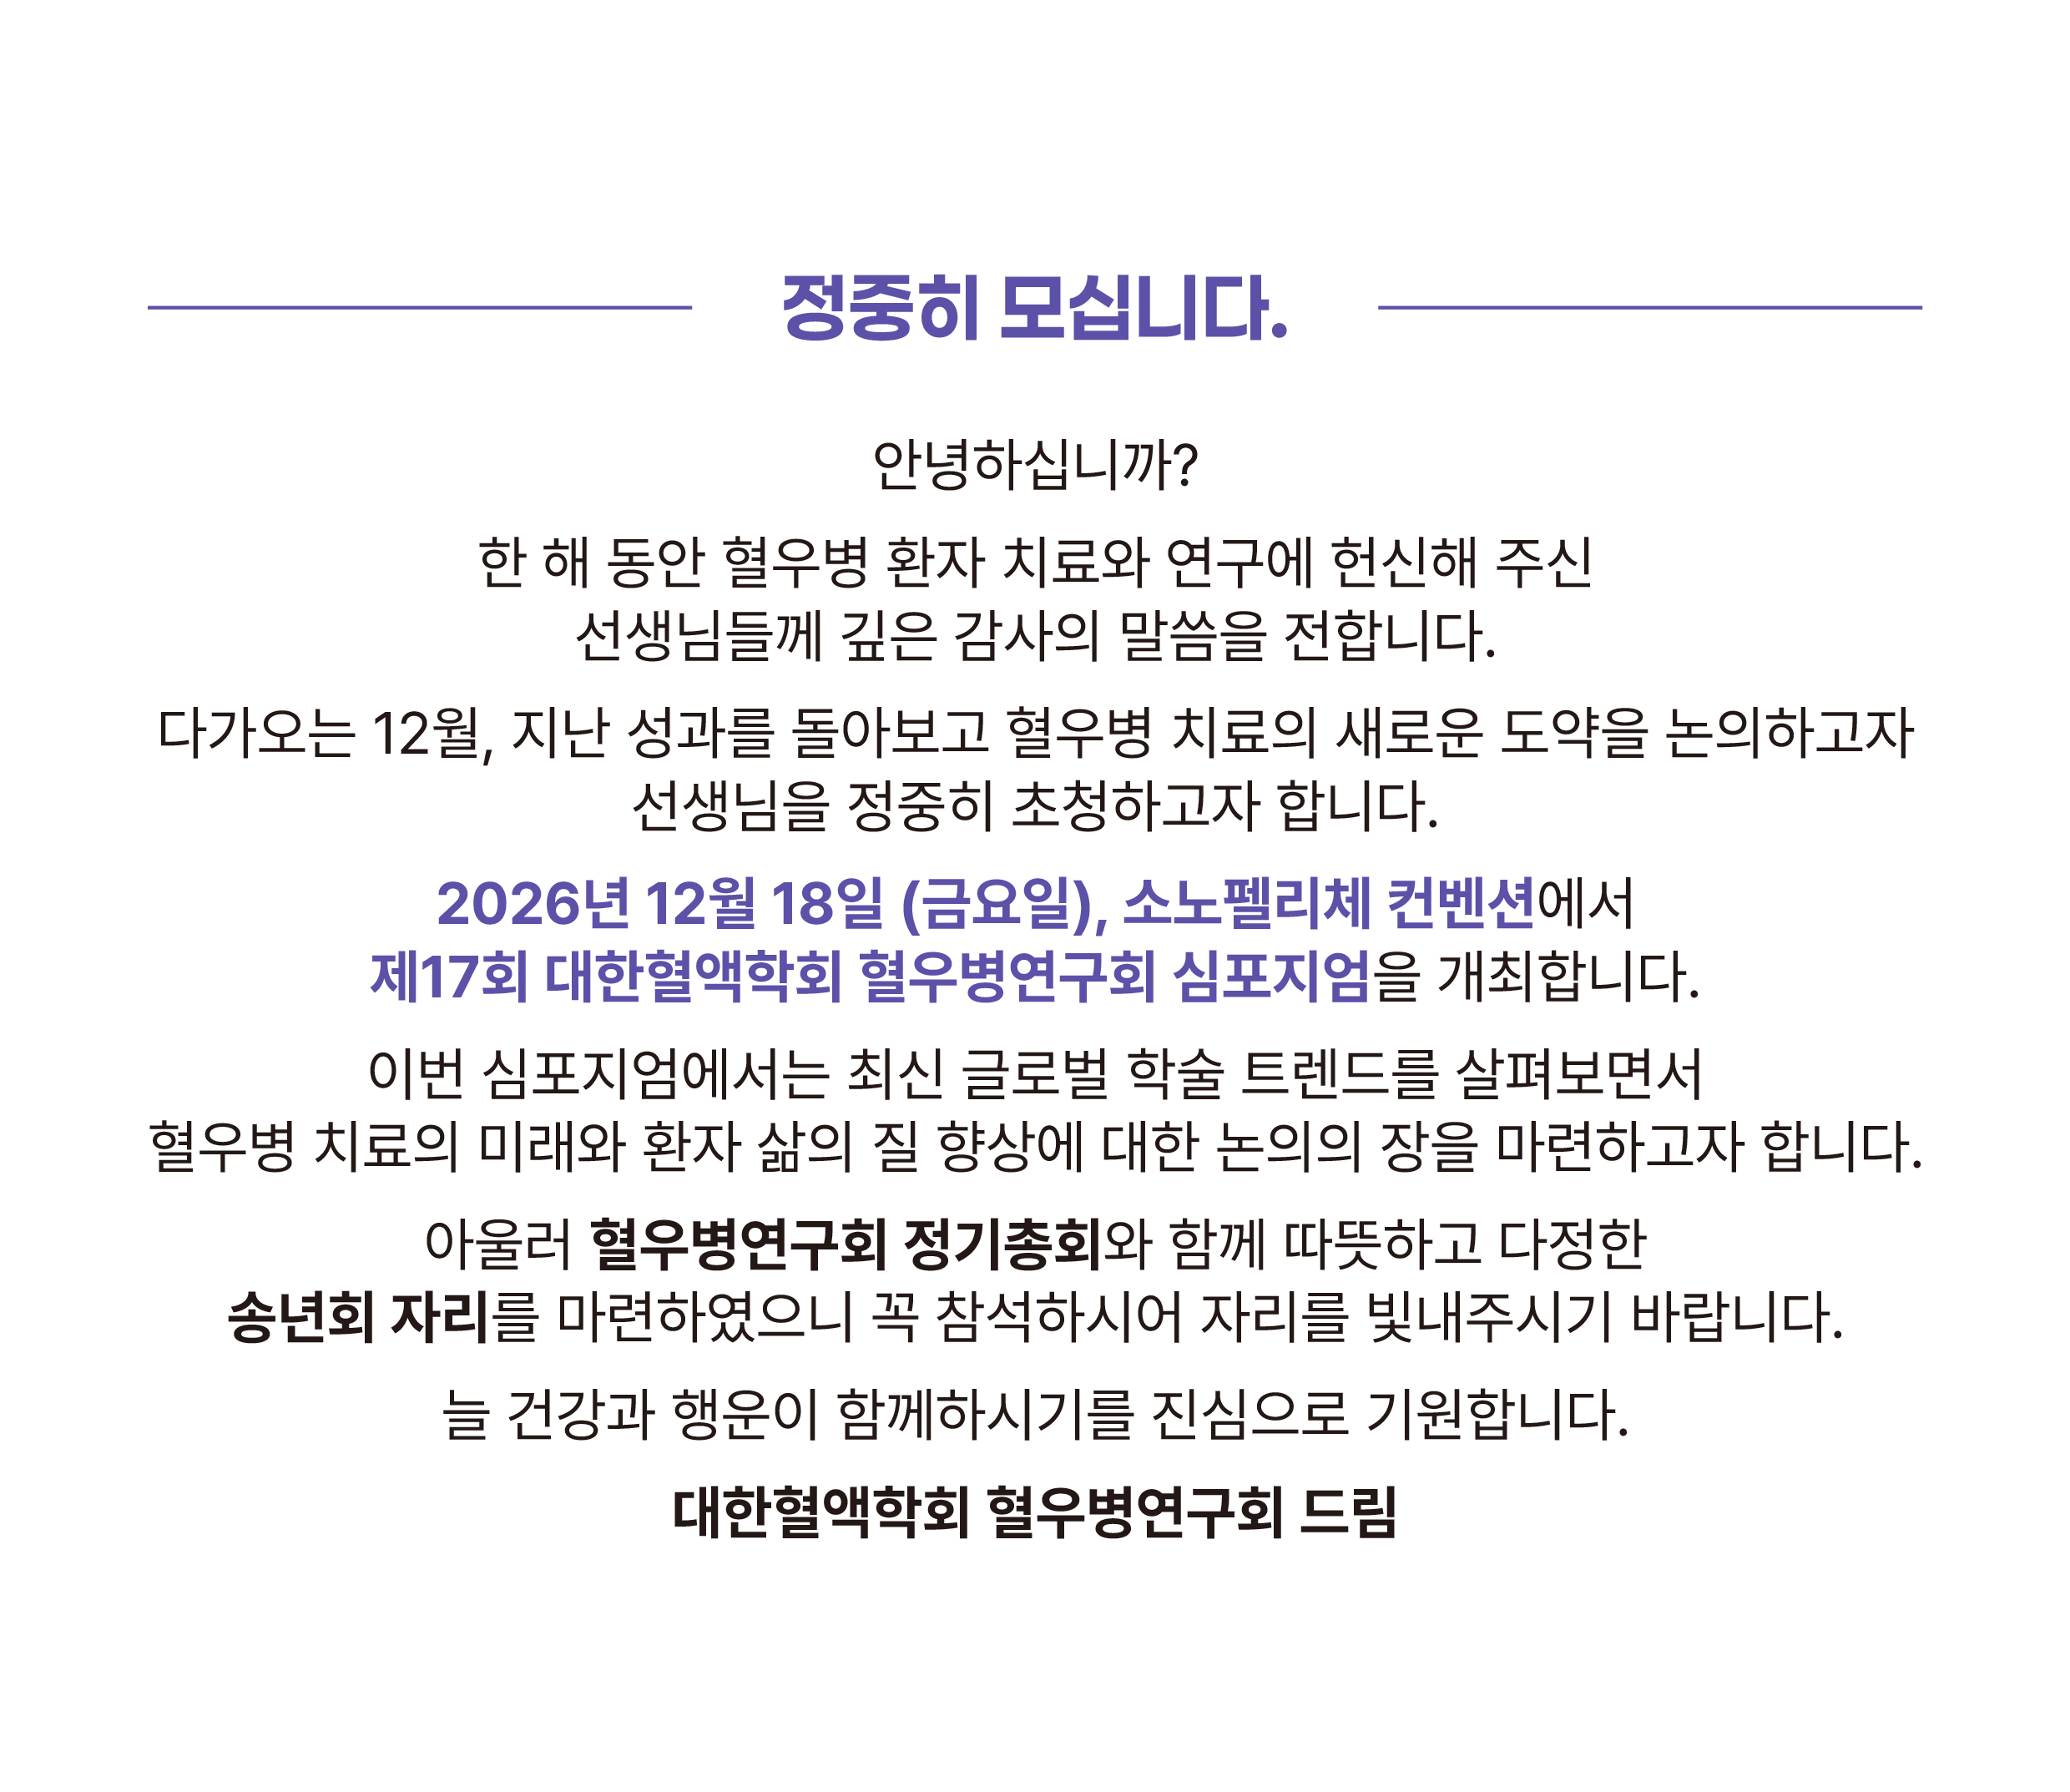 정중히 모십니다.
안녕하십니까?
한 해 동안 혈우병 환자 치료와 연구에 헌신해 주신
선생님들께 깊은 감사의 말씀을 전합니다.
다가오는 12월, 지난 성과를 돌아보고 혈우병 치료의 새로운 도약을 논의하고자
선생님을 정중히 초청하고자 합니다.
2026년 12월 18일 (금요일), 소노펠리체 컨벤션에서
제17회 대한혈액학회 혈우병연구회 심포지엄을 개최합니다.
이번 심포지엄에서는 최신 글로벌 학술 트렌드를 살펴보면서
혈우병 치료의 미래와 환자 삶의 질 향상에 대한 논의의 장을 마련하고자 합니다.
아울러 혈우병연구회 정기총회와 함께 따뜻하고 다정한
송년회 자리를 마련하였으니 꼭 참석하시어 자리를 빛내주시기 바랍니다.
늘 건강과 행운이 함께하시기를 진심으로 기원합니다.
대한혈액학회 혈우병연구회 드림